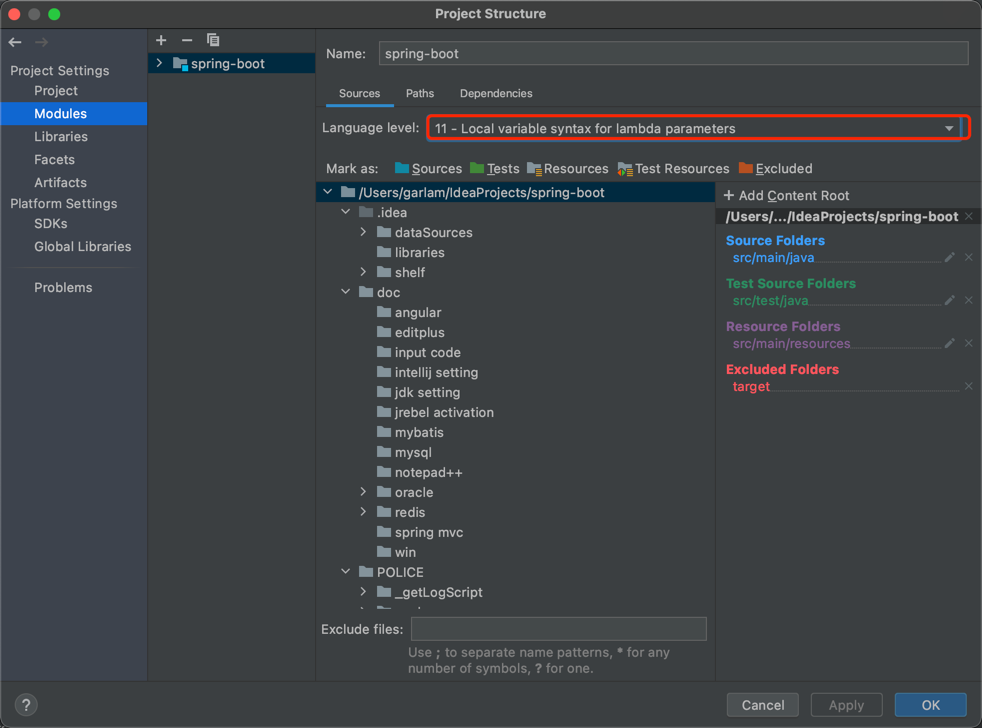 Project Structure
Project Settings
Project
Modules
Libraries
Facets
Artifacts
Platform Settings
SDKs
Global Libraries
Problems
spring-boot
Name: spring-boot
Sources Paths Dependencies
Language level: 11 - Local variable syntax for lambda parameters
Mark as: Sources Tests Resources Test Resources Excluded
/Users/garlam/IdeaProjects/spring-boot
.idea
dataSources
libraries
shelf
doc
angular
editplus
input code
intellij setting
jdk setting
jrebel activation
mybatis
mysql
notepad++
oracle
redis
spring mvc
win
POLICE
_getLogScript
+ Add Content Root
/Users/.../IdeaProjects/spring-boot
Source Folders
src/main/java
Test Source Folders
src/test/java
Resource Folders
src/main/resources
Excluded Folders
target
Exclude files:
Use ; to separate name patterns, * for any
number of symbols, ? for one.
?
Cancel Apply OK